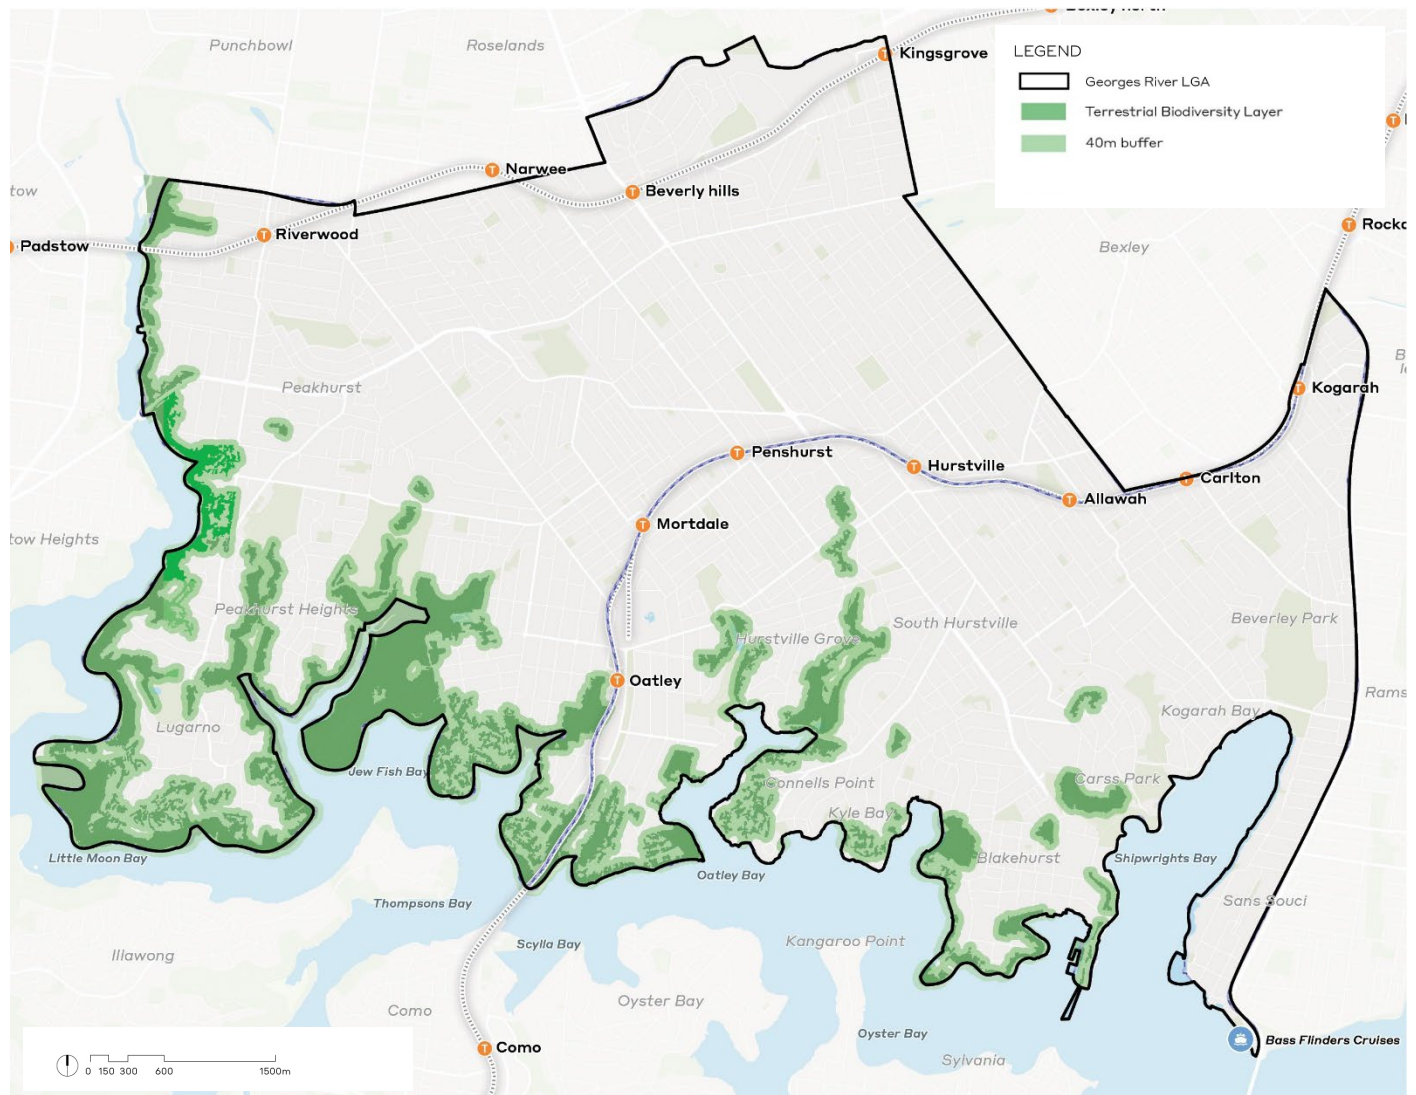 Bexley north
Punchbowl
Roselands
Kingsgrove
LEGEND
Georges River LGA
Terrestrial Biodiversity Layer
40m buffer
Narwee
Beverly hills
tow
Padstow
Riverwood
Bexley
Rockd
Peakhurst
Kogarah
Penshurst
Hurstville
Carlton
Allawah
Mortdale
tow Heights
Peakhurst Heights
Hurstville Grove
South Hurstville
Beverley Park
Oatley
Rams
Lugarno
Kogarah Bay
Jew Fish Bay
Connells Point
Carss Park
Kyle Bay
Little Moon Bay
Blakehurst
Shipwrights Bay
Oatley Bay
Thompsons Bay
Sans Souci
Scylla Bay
Kangaroo Point
Illawong
Como
Oyster Bay
Oyster Bay
Bass Flinders Cruises
Como
Sylvania
0 150 300 600 1500m